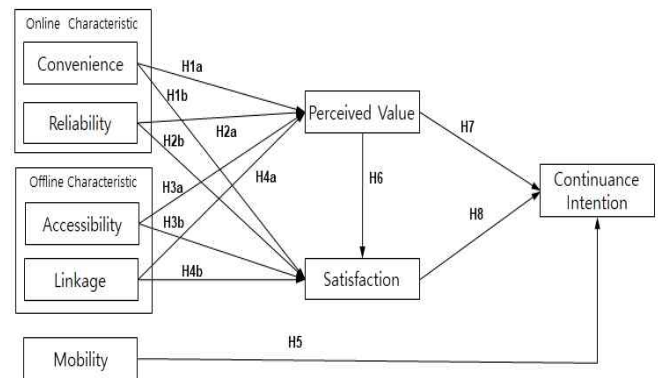 Online Characteristic
Convenience
Reliability
Offline Characteristic
Accessibility
Linkage
Mobility
H1a
H1b
H2a
H2b
H3a
H4a
H3b
H4b
H5
Perceived Value
H6
Satisfaction
H7
H8
Continuance
Intention